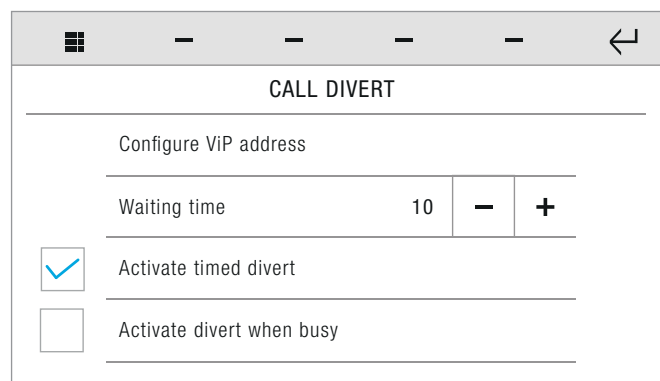 CALL DIVERT
Configure ViP address
Waiting time 10 − +
Activate timed divert
Activate divert when busy